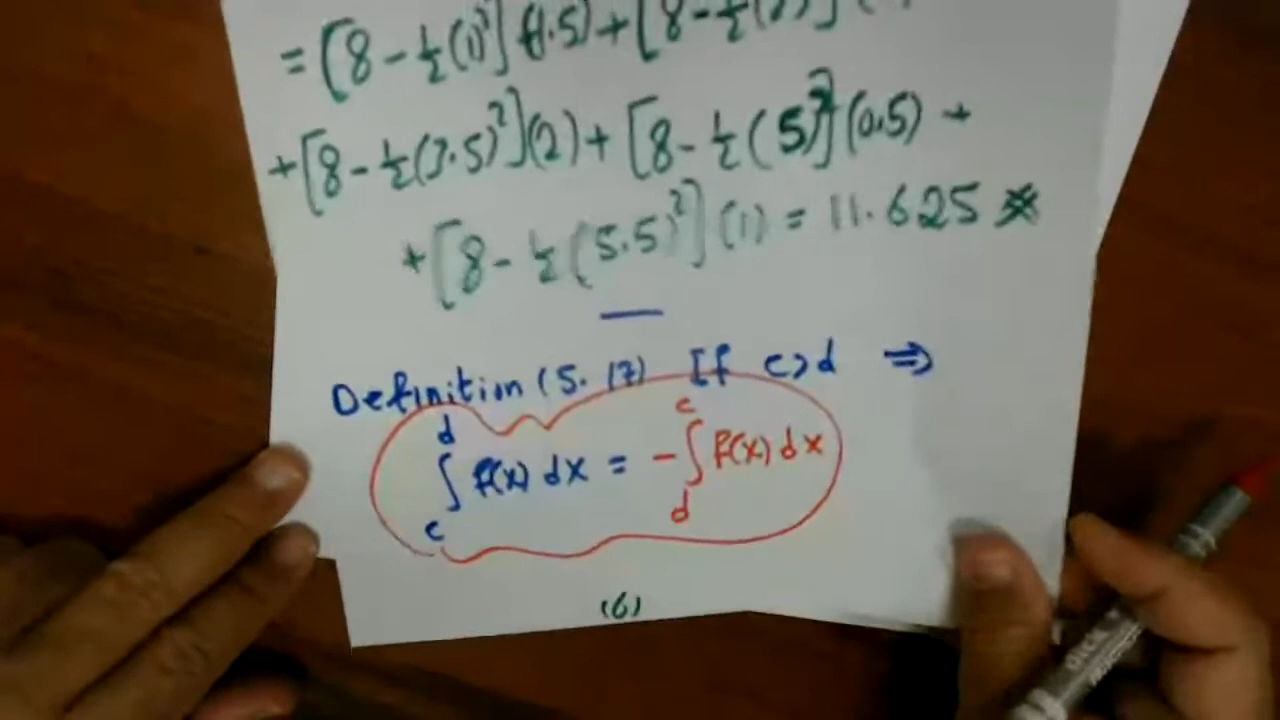 = [8 - ½(1)²](1.5) + [8 - ½(
+ [8 - ½(3.5)²](2) + [8 - ½(5)²](0.5) +
+ [8 - ½(5.5)²](1) = 11.625 *
Definition (5.17) If c>d ⇒
∫_c^d f(x) dx = - ∫_d^c f(x) dx
(6)